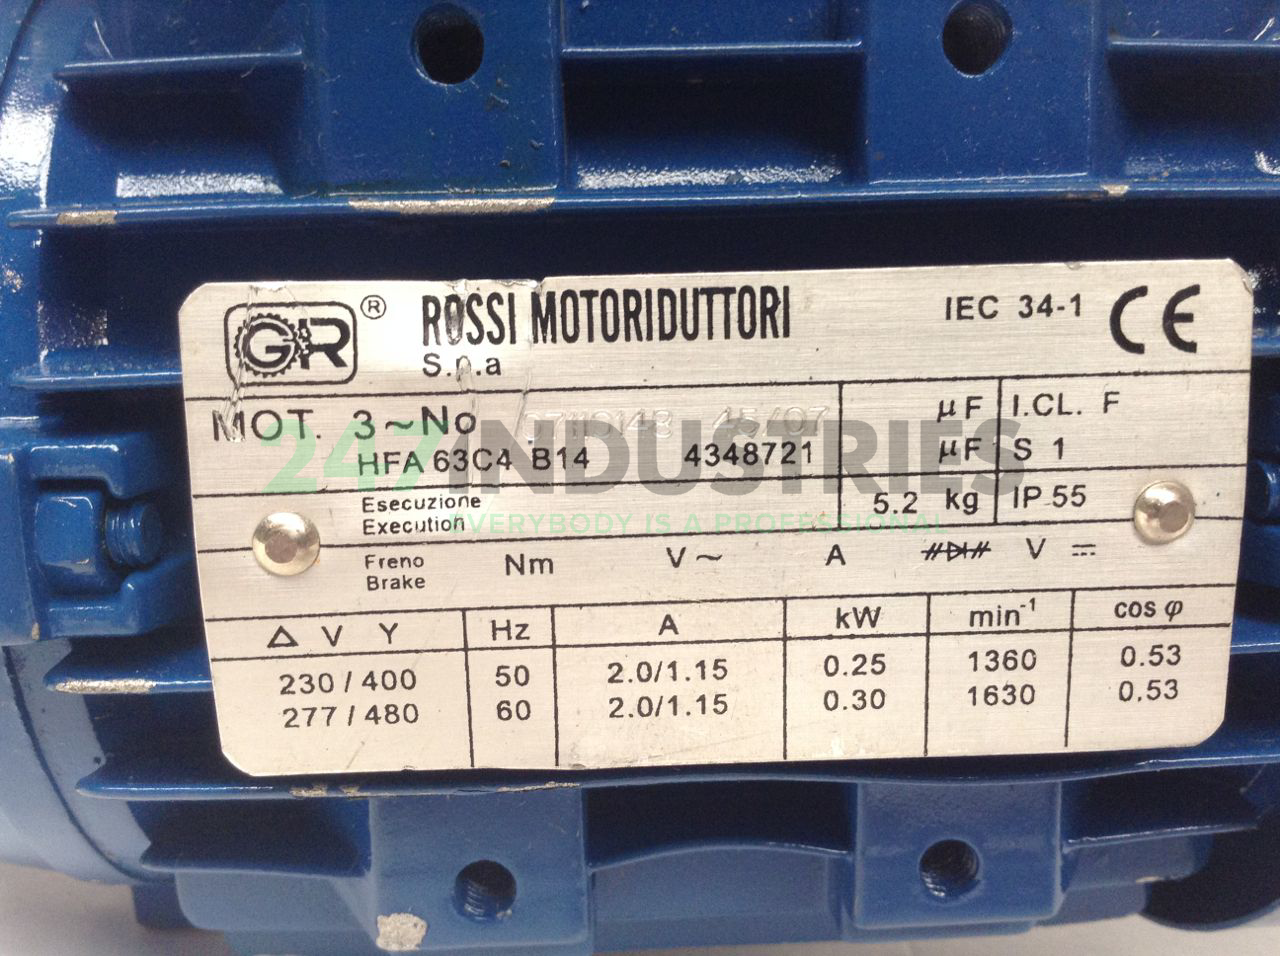 GR ® ROSSI MOTORIDUTTORI IEC 34-1 CE
S.p.a
MOT. 3~No 07110148 45/07 µF I.CL. F
HFA 63C4 B14 4348721 µF S 1
247INDUSTRIES
Esecuzione
Execution 5.2 kg IP 55
EVERYBODY IS A PROFESSIONAL
Freno
Brake Nm V~ A V ⎓
Δ V Y Hz A kW min⁻¹ cos φ
230/400 50 2.0/1.15 0.25 1360 0.53
277/480 60 2.0/1.15 0.30 1630 0.53